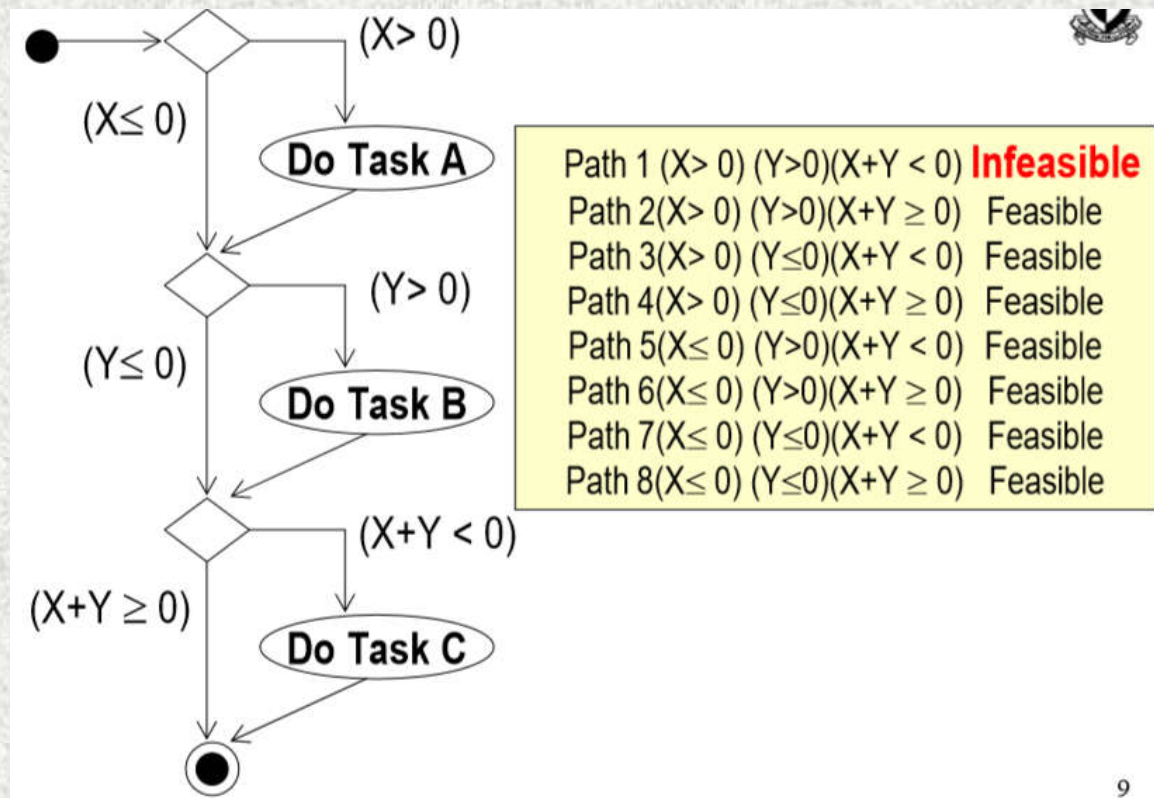 (X> 0)
(X≤ 0)
Do Task A
(Y> 0)
(Y≤ 0)
Do Task B
(X+Y < 0)
(X+Y ≥ 0)
Do Task C
Path 1 (X> 0) (Y>0)(X+Y < 0) Infeasible
Path 2(X> 0) (Y>0)(X+Y ≥ 0) Feasible
Path 3(X> 0) (Y≤0)(X+Y < 0) Feasible
Path 4(X> 0) (Y≤0)(X+Y ≥ 0) Feasible
Path 5(X≤ 0) (Y>0)(X+Y < 0) Feasible
Path 6(X≤ 0) (Y>0)(X+Y ≥ 0) Feasible
Path 7(X≤ 0) (Y≤0)(X+Y < 0) Feasible
Path 8(X≤ 0) (Y≤0)(X+Y ≥ 0) Feasible
9